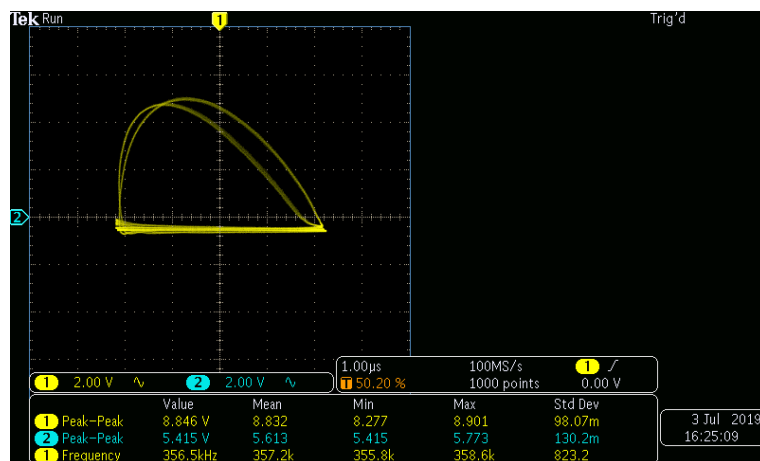 Tek Run Trig'd
1
2
1 2.00 V 2 2.00 V
1.00µs 100MS/s 1
T 50.20 % 1000 points 0.00 V
Value Mean Min Max Std Dev
1 Peak-Peak 8.846 V 8.832 8.277 8.901 98.07m
2 Peak-Peak 5.415 V 5.613 5.415 5.773 130.2m
1 Frequency 356.5kHz 357.2k 355.8k 358.6k 823.2
3 Jul 2019
16:25:09